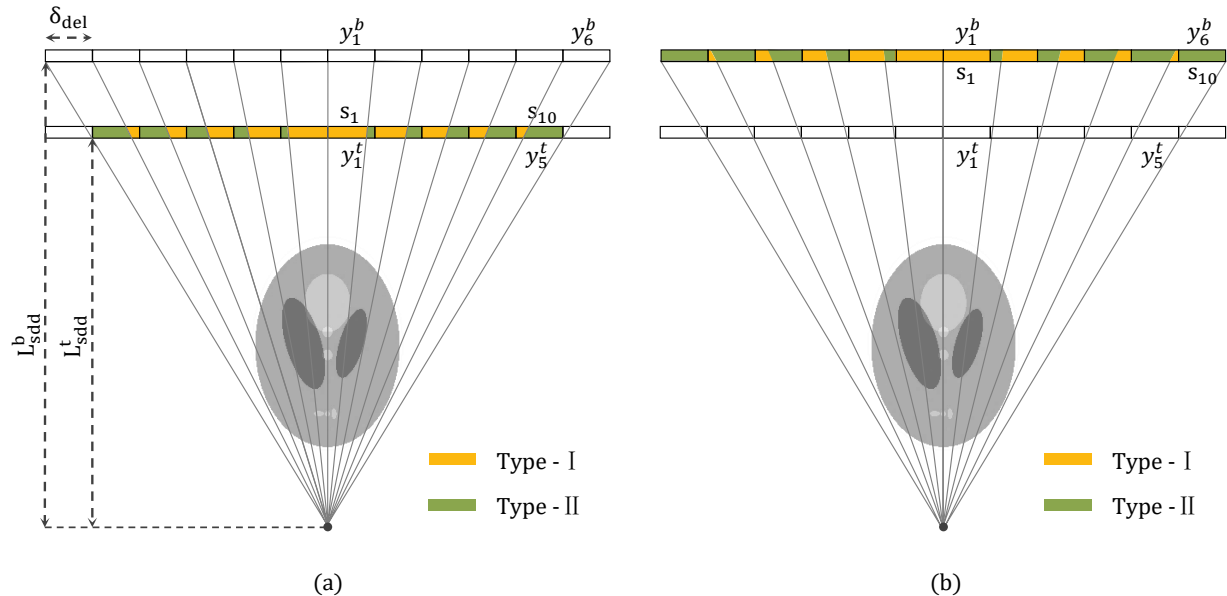 δ_del
y_1^b y_6^b
s_1 s_10
y_1^t y_5^t
L_sdd^b
L_sdd^t
Type - Ⅰ
Type - Ⅱ
(a)
y_1^b y_6^b
s_1 s_10
y_1^t y_5^t
Type - Ⅰ
Type - Ⅱ
(b)